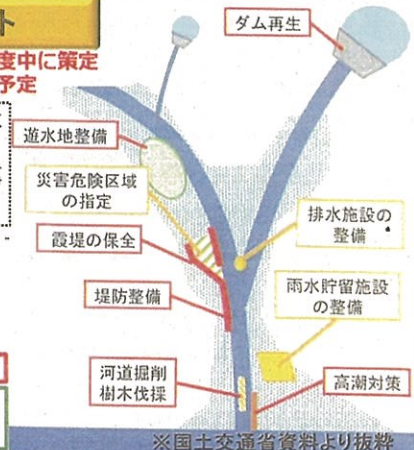 ト
度中に策定
予定
ダム再生
遊水地整備
災害危険区域
の指定
霞堤の保全
堤防整備
排水施設の
整備
雨水貯留施設
の整備
河道掘削
樹木伐採
高潮対策
※国土交通省資料より抜粋